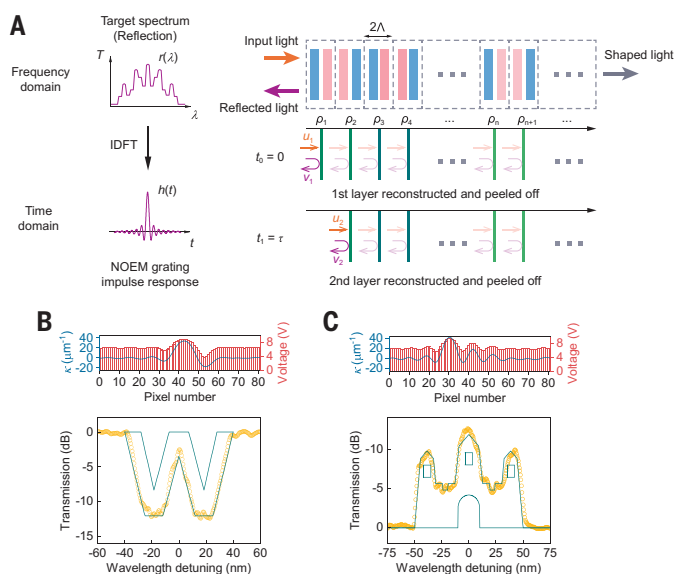 A
Target spectrum
(Reflection)
Frequency
domain
T
r(λ)
λ
IDFT
Time
domain
h(t)
t
NOEM grating
impulse response
2Λ
Input light
Reflected light
Shaped light
ρ1 ρ2 ρ3 ρ4 ... ρn ρn+1 ...
t0 = 0
u1
v1
1st layer reconstructed and peeled off
t1 = τ
u2
v2
2nd layer reconstructed and peeled off
B
κ (μm-1)
40
20
0
-20
Voltage (V)
8
4
0
0 10 20 30 40 50 60 70 80
Pixel number
Transmission (dB)
0
-5
-10
-15
-60 -40 -20 0 20 40 60
Wavelength detuning (nm)
C
κ (μm-1)
40
20
0
-20
Voltage (V)
8
4
0
0 10 20 30 40 50 60 70 80
Pixel number
Transmission (dB)
-10
-5
0
-75 -50 -25 0 25 50 75
Wavelength detuning (nm)